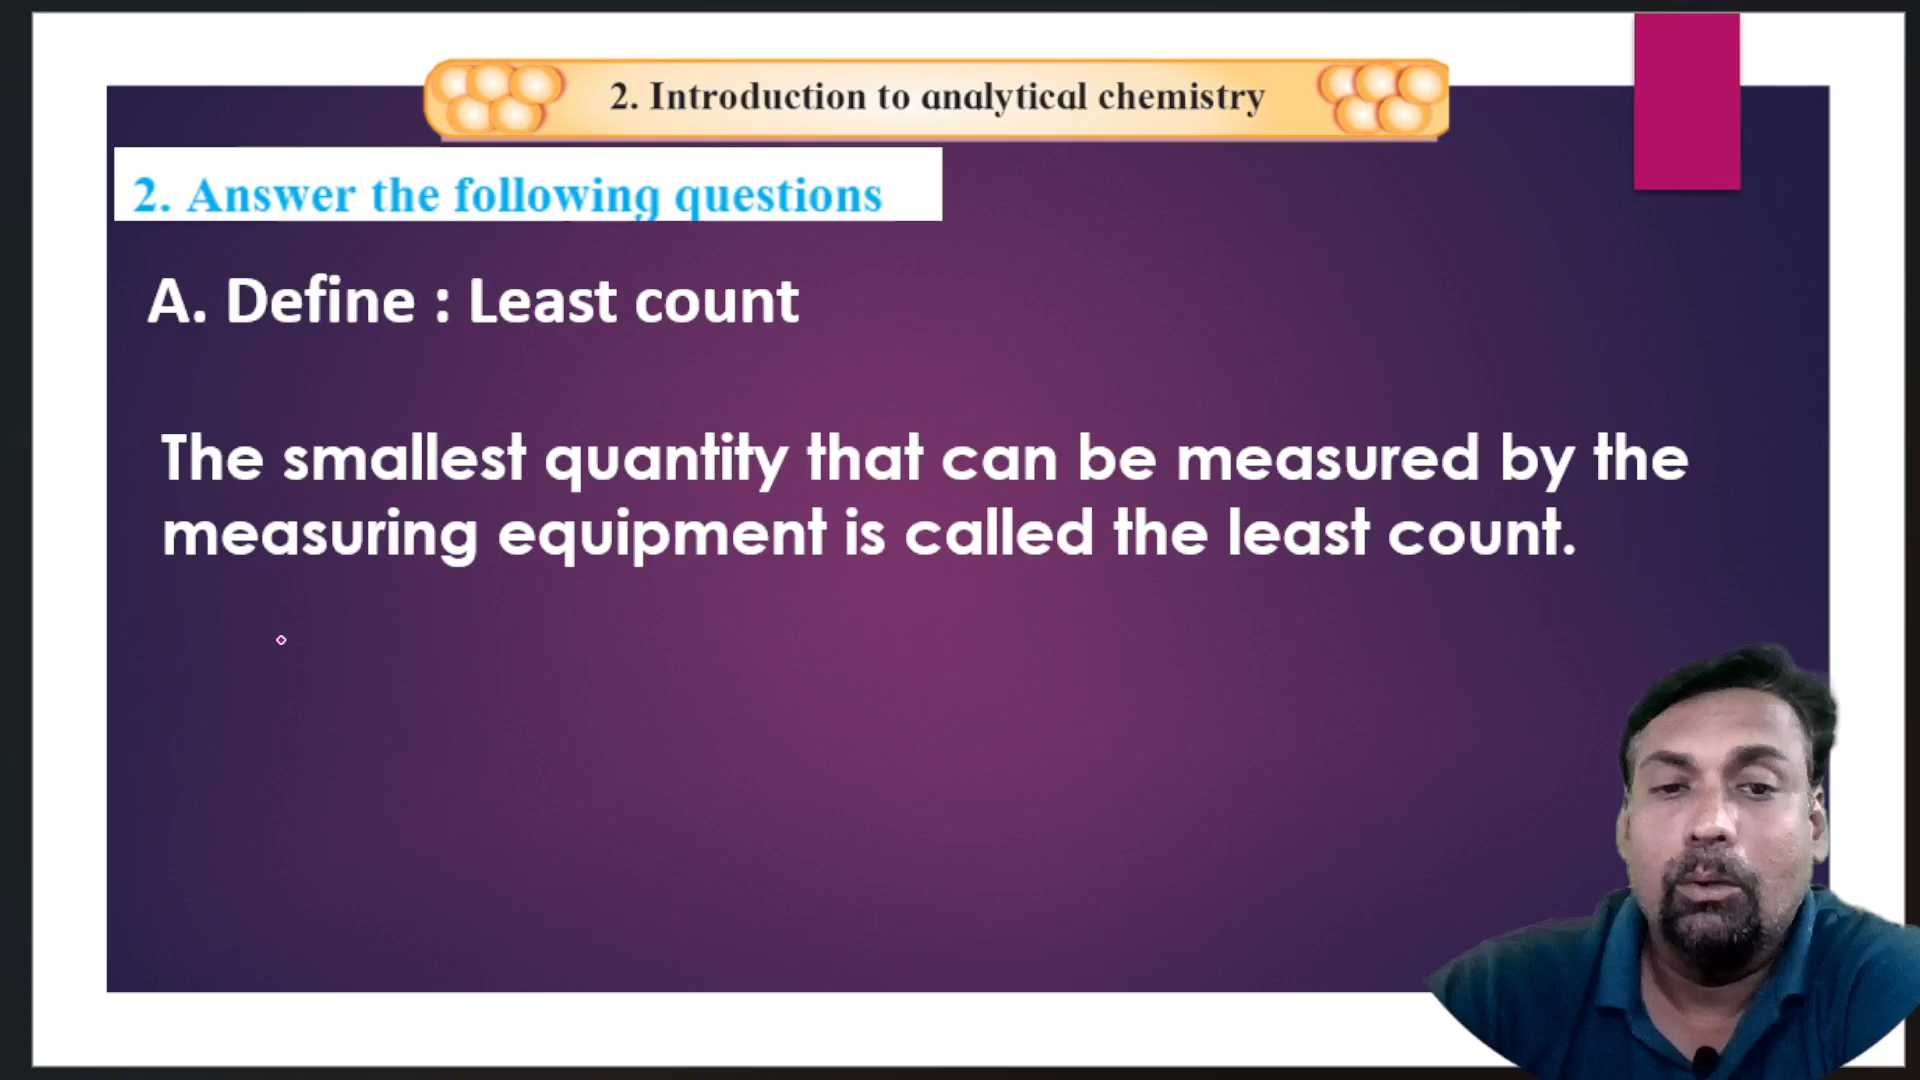 2. Introduction to analytical chemistry
2. Answer the following questions
A. Define : Least count
The smallest quantity that can be measured by the
measuring equipment is called the least count.